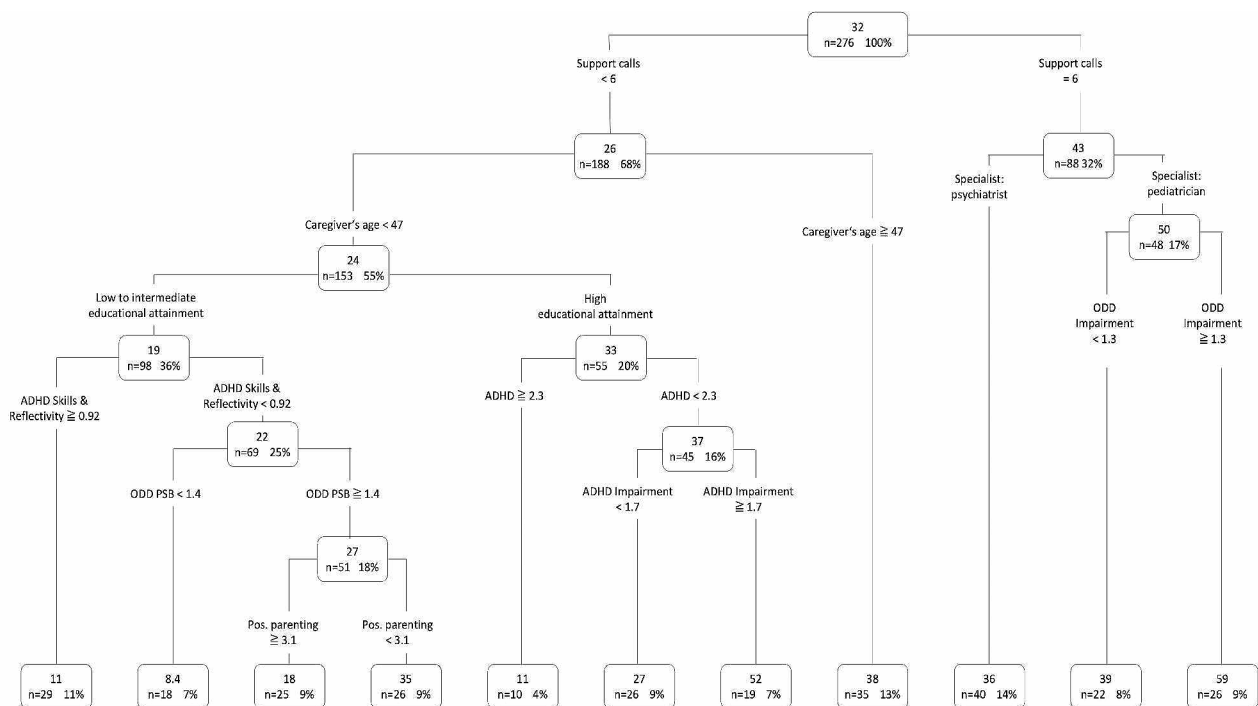 32
n=276 100%
Support calls
< 6
Support calls
= 6
26
n=188 68%
43
n=88 32%
Specialist:
psychiatrist
Specialist:
pediatrician
Caregiver's age < 47
Caregiver's age ≧ 47
50
n=48 17%
24
n=153 55%
Low to intermediate
educational attainment
High
educational attainment
ODD
Impairment
< 1.3
ODD
Impairment
≧ 1.3
19
n=98 36%
33
n=55 20%
ADHD Skills &
Reflectivity ≧ 0.92
ADHD Skills &
Reflectivity < 0.92
ADHD ≧ 2.3
ADHD < 2.3
22
n=69 25%
37
n=45 16%
ODD PSB < 1.4
ODD PSB ≧ 1.4
ADHD Impairment
< 1.7
ADHD Impairment
≧ 1.7
27
n=51 18%
Pos. parenting
≧ 3.1
Pos. parenting
< 3.1
11
n=29 11%
8.4
n=18 7%
18
n=25 9%
35
n=26 9%
11
n=10 4%
27
n=26 9%
52
n=19 7%
38
n=35 13%
36
n=40 14%
39
n=22 8%
59
n=26 9%